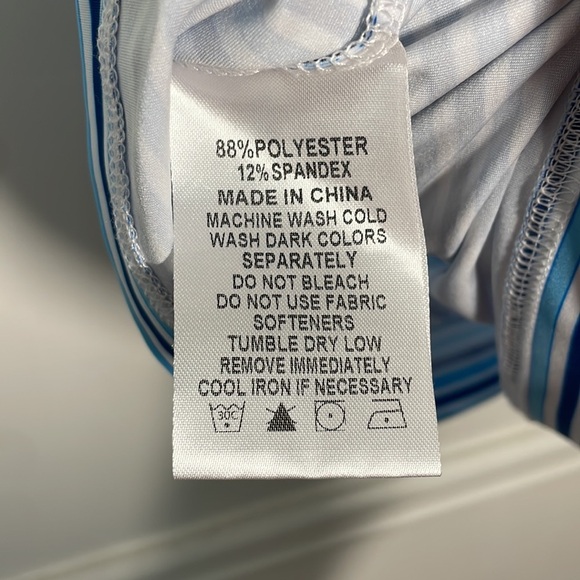 88%POLYESTER
12%SPANDEX
MADE IN CHINA
MACHINE WASH COLD
WASH DARK COLORS
SEPARATELY
DO NOT BLEACH
DO NOT USE FABRIC
SOFTENERS
TUMBLE DRY LOW
REMOVE IMMEDIATELY
COOL IRON IF NECESSARY
30C